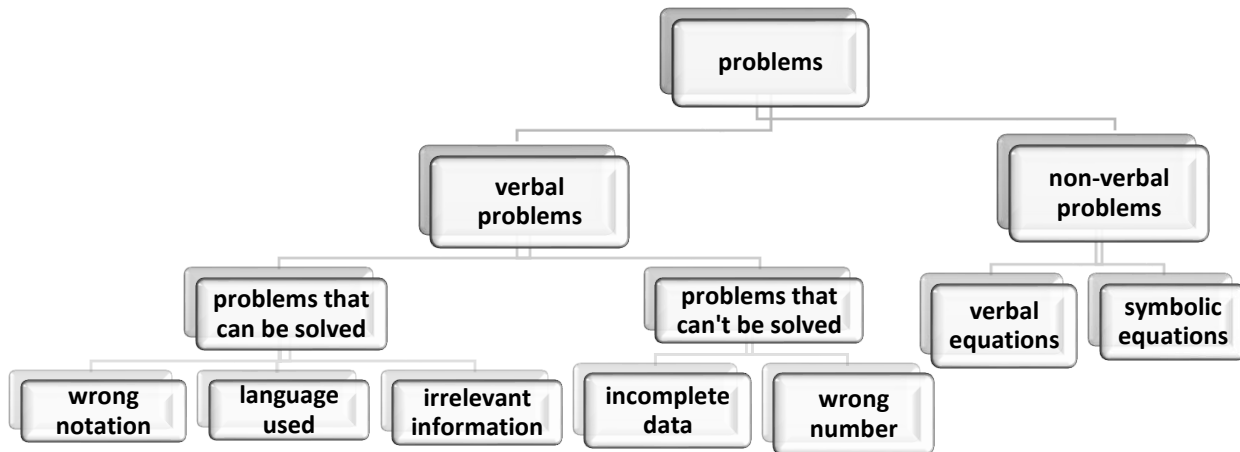 problems
verbal
problems
non-verbal
problems
problems that
can be solved
problems that
can't be solved
verbal
equations
symbolic
equations
wrong
notation
language
used
irrelevant
information
incomplete
data
wrong
number